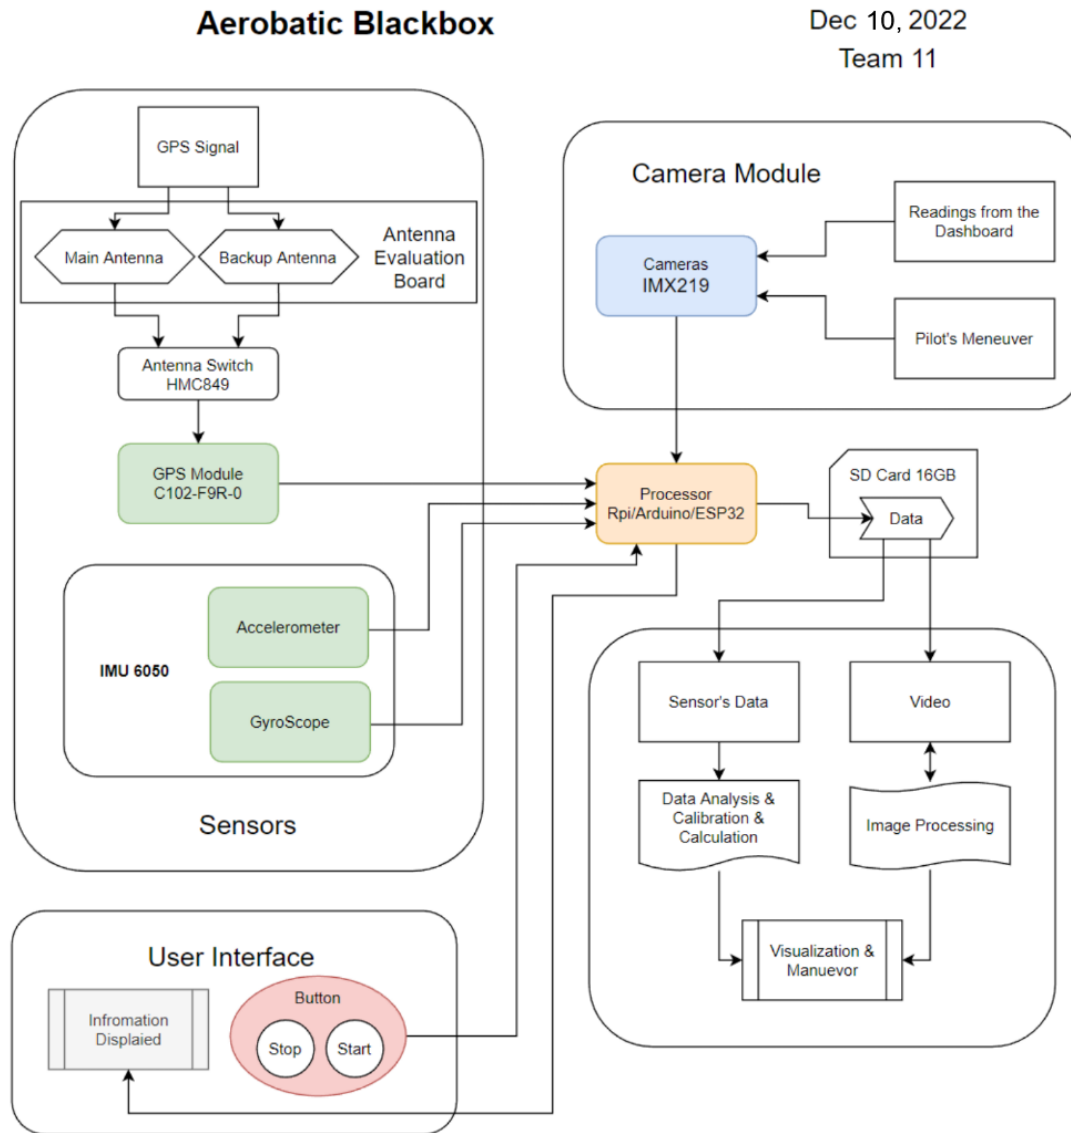 Aerobatic Blackbox
Dec 10, 2022
Team 11
GPS Signal
Main Antenna
Backup Antenna
Antenna
Evaluation
Board
Antenna Switch
HMC849
GPS Module
C102-F9R-0
IMU 6050
Accelerometer
GyroScope
Sensors
Camera Module
Cameras
IMX219
Readings from the
Dashboard
Pilot's Meneuver
Processor
Rpi/Arduino/ESP32
SD Card 16GB
Data
Sensor's Data
Video
Data Analysis &
Calibration &
Calculation
Image Processing
Visualization &
Manuevor
User Interface
Infromation
Displaied
Button
Stop
Start